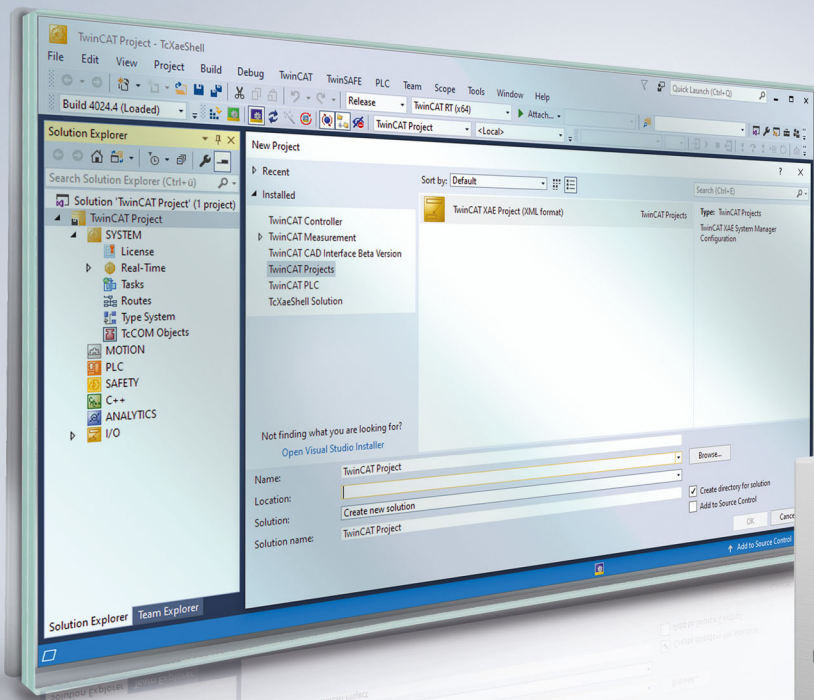 TwinCAT Project - TcXaeShell
File Edit View Project Build Debug TwinCAT TwinSAFE PLC Team Scope Tools Window Help
Quick Launch (Ctrl+Q)
Release TwinCAT RT (x64) Attach...
Build 4024.4 (Loaded) TwinCAT Project <Local>
Solution Explorer
Search Solution Explorer (Ctrl+ü)
Solution 'TwinCAT Project' (1 project)
TwinCAT Project
SYSTEM
License
Real-Time
Tasks
Routes
Type System
TcCOM Objects
MOTION
PLC
SAFETY
C++
ANALYTICS
I/O
Solution Explorer Team Explorer
New Project
? X
Recent
Installed
TwinCAT Controller
TwinCAT Measurement
TwinCAT CAD Interface Beta Version
TwinCAT Projects
TwinCAT PLC
TcXaeShell Solution
Not finding what you are looking for?
Open Visual Studio Installer
Sort by: Default
TwinCAT XAE Project (XML format) TwinCAT Projects
Search (Ctrl+E)
Type: TwinCAT Projects
TwinCAT XAE System Manager
Configuration
Name: TwinCAT Project
Location:
Browse...
Solution: Create new solution
Solution name: TwinCAT Project
Create directory for solution
Add to Source Control
OK Cance
Add to Source Control